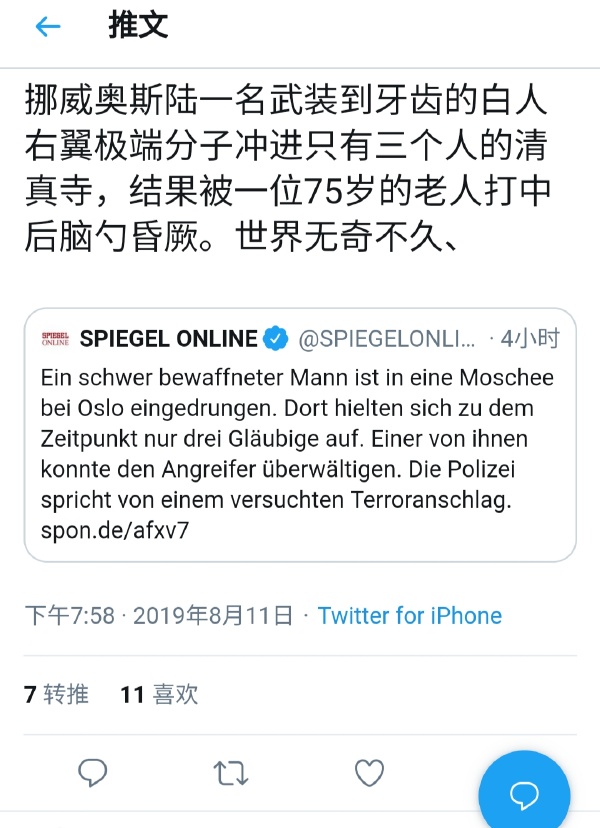 推文
挪威奥斯陆一名武装到牙齿的白人
右翼极端分子冲进只有三个人的清
真寺，结果被一位75岁的老人打中
后脑勺昏厥。世界无奇不久、
SPIEGEL ONLINE SPIEGEL ONLINE @SPIEGELONLI... · 4小时
Ein schwer bewaffneter Mann ist in eine Moschee
bei Oslo eingedrungen. Dort hielten sich zu dem
Zeitpunkt nur drei Gläubige auf. Einer von ihnen
konnte den Angreifer überwältigen. Die Polizei
spricht von einem versuchten Terroranschlag.
spon.de/afxv7
下午7:58 · 2019年8月11日 · Twitter for iPhone
7 转推 11 喜欢